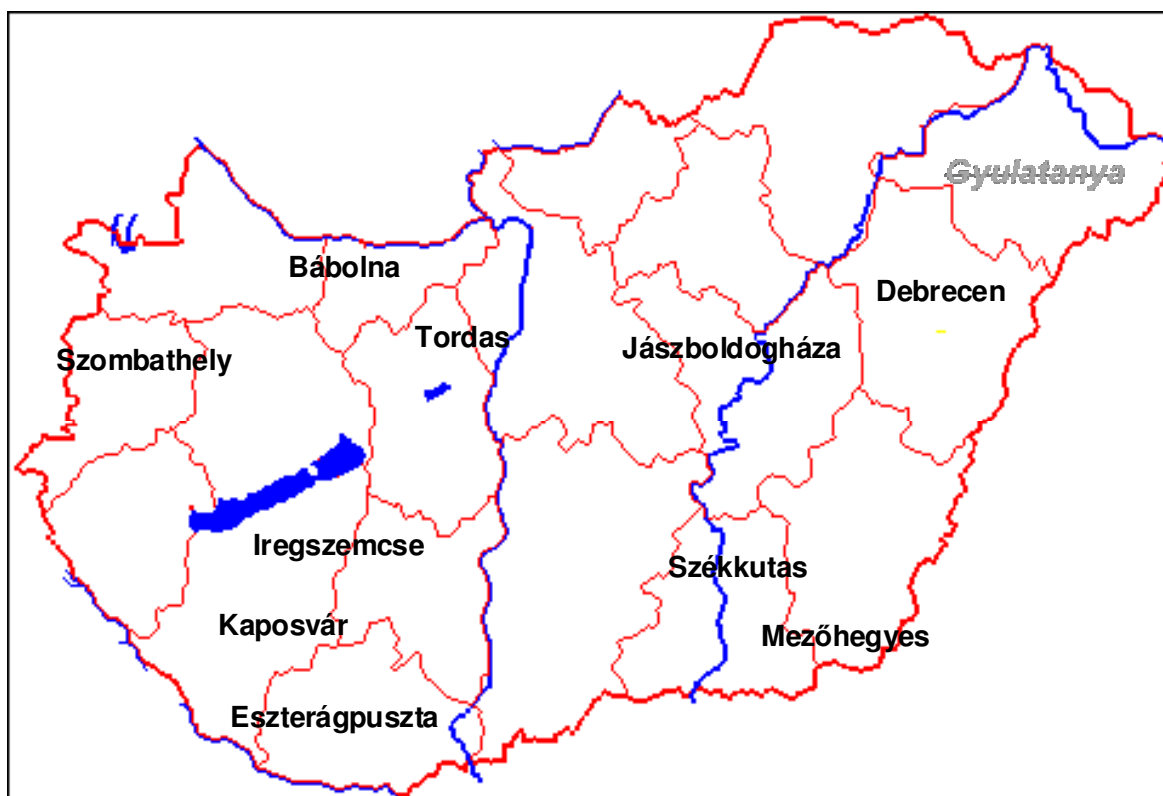 Gyulatanya
Bábolna
Debrecen
Tordas
Szombathely
Jászboldogháza
Iregszemcse
Székkutas
Kaposvár
Mezőhegyes
Eszterágpuszta